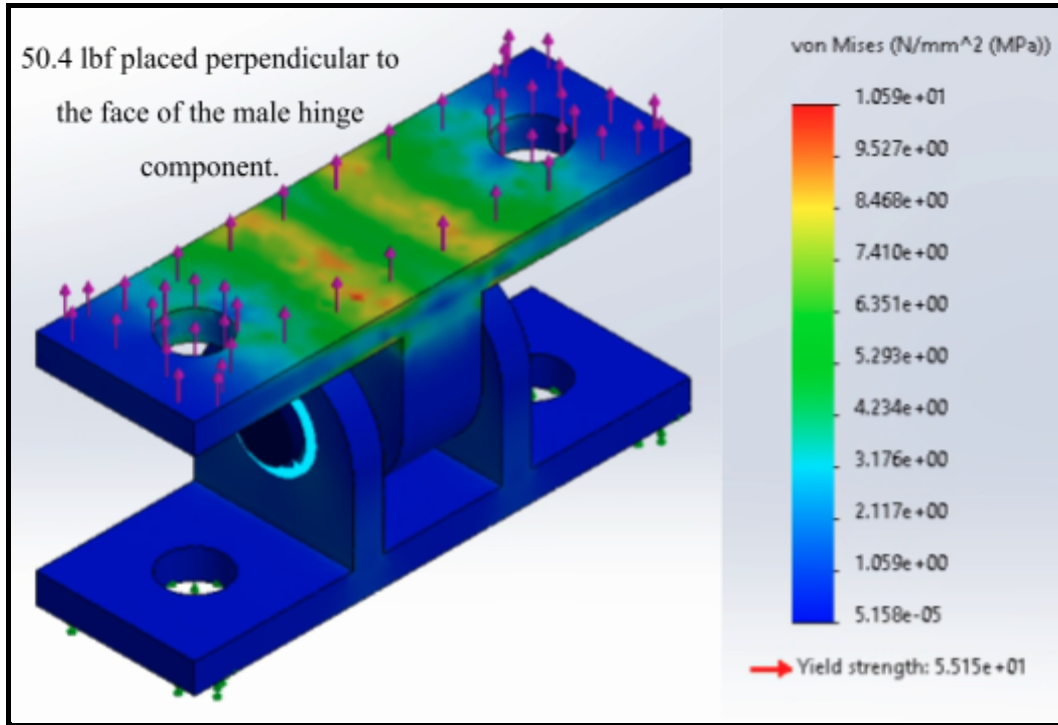 50.4 lbf placed perpendicular to
the face of the male hinge
component.
von Mises (N/mm^2 (MPa))
1.059e+01
9.527e+00
8.468e+00
7.410e+00
6.351e+00
5.293e+00
4.234e+00
3.176e+00
2.117e+00
1.059e+00
5.158e-05
Yield strength: 5.515e+01